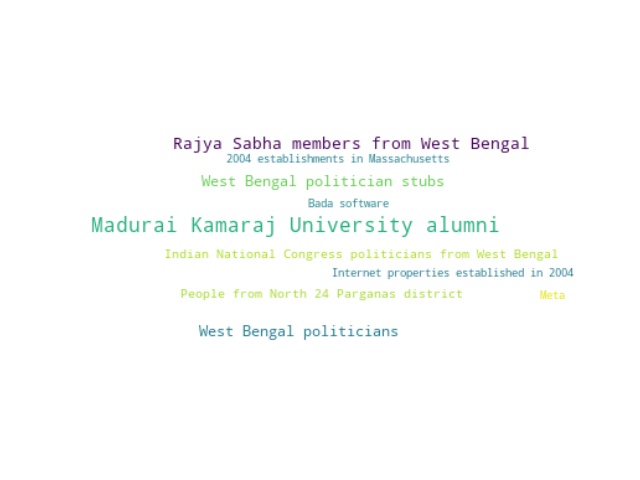 Rajya Sabha members from West Bengal
2004 establishments in Massachusetts
West Bengal politician stubs
Bada software
Madurai Kamaraj University alumni
Indian National Congress politicians from West Bengal
Internet properties established in 2004
People from North 24 Parganas district
Meta
West Bengal politicians